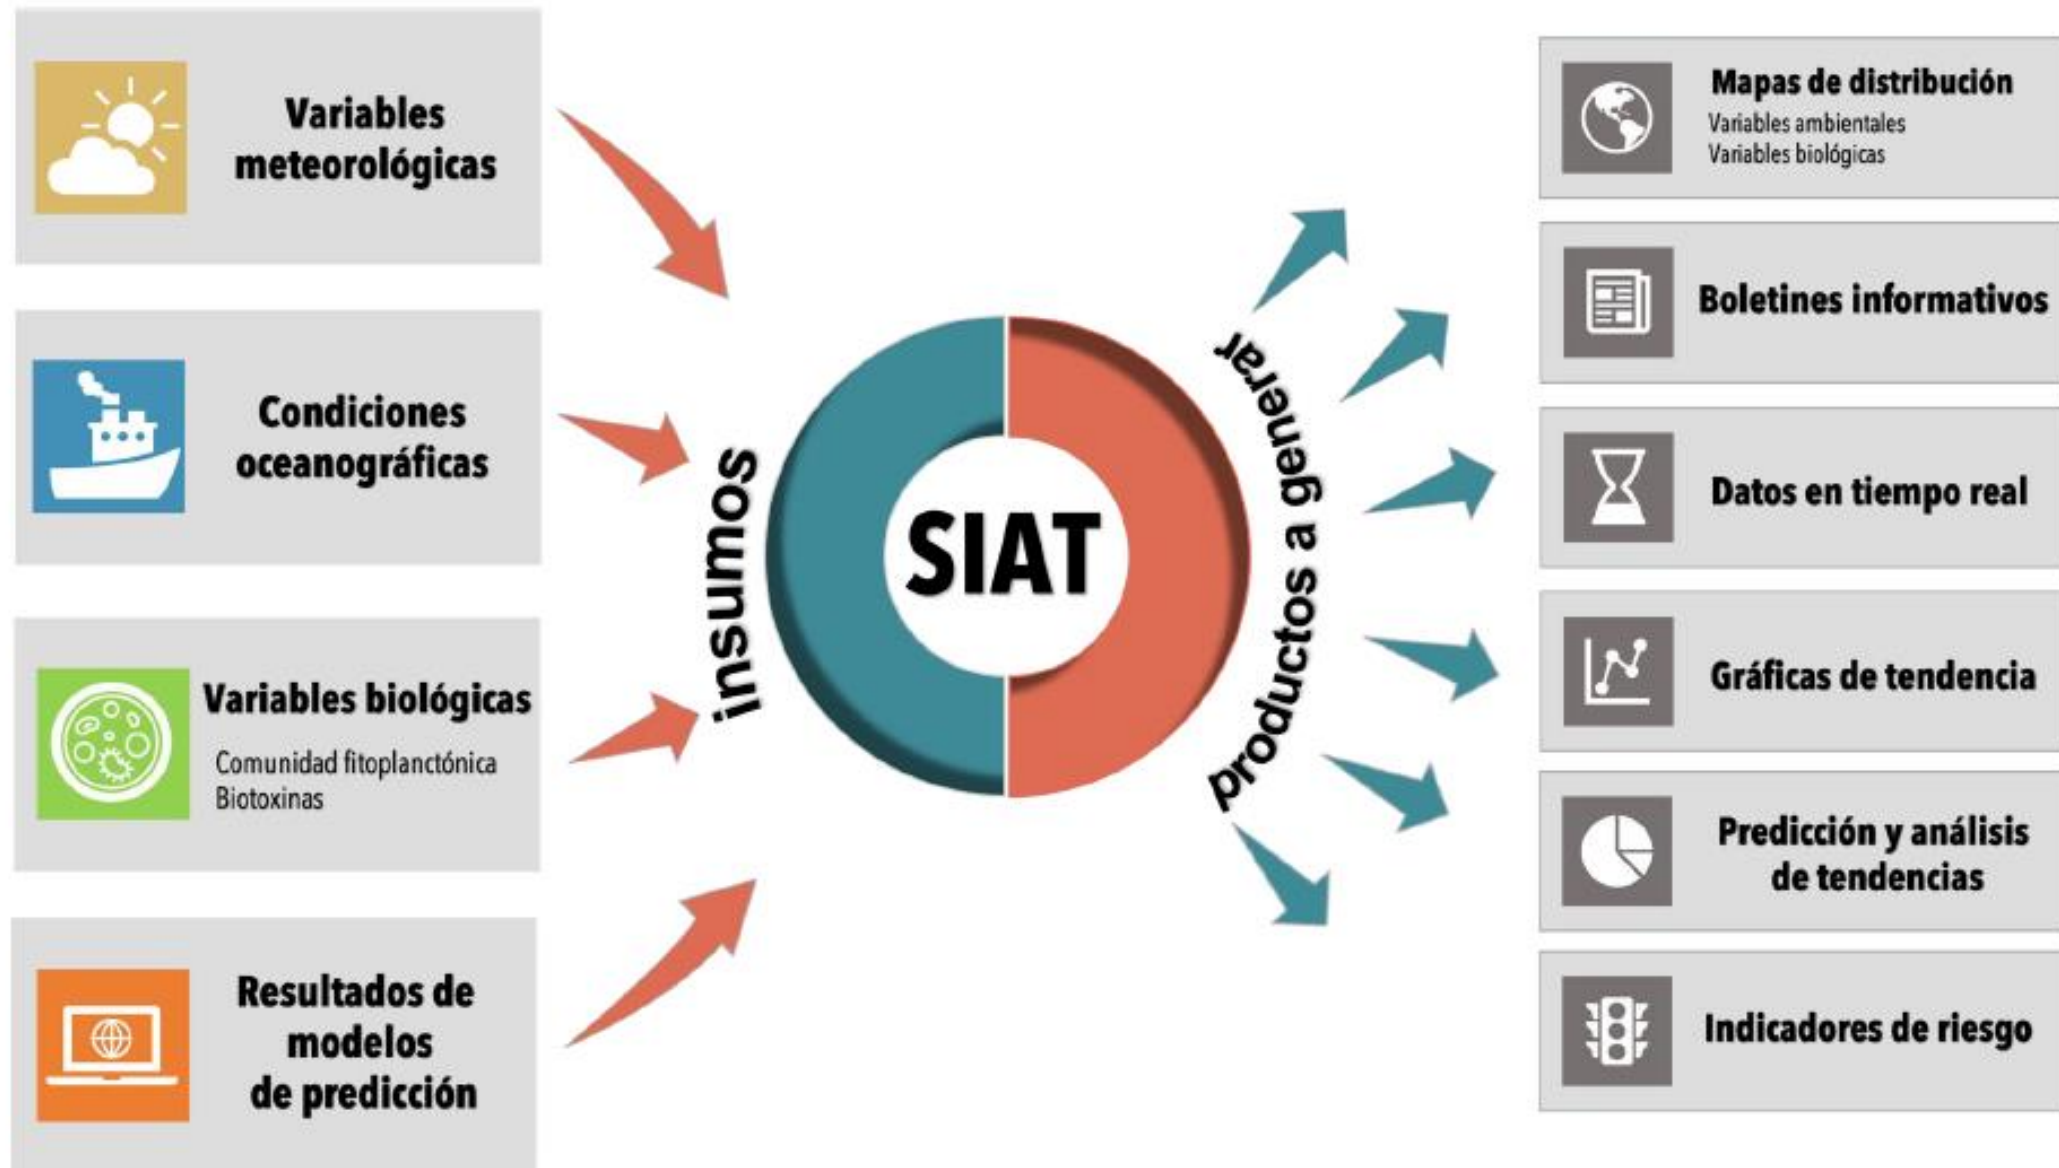 Variables
meteorológicas
Condiciones
oceanográficas
Variables biológicas
Comunidad fitoplanctónica
Biotoxinas
Resultados de
modelos
de predicción
insumos
SIAT
productos a generar
Mapas de distribución
Variables ambientales
Variables biológicas
Boletines informativos
Datos en tiempo real
Gráficas de tendencia
Predicción y análisis
de tendencias
Indicadores de riesgo